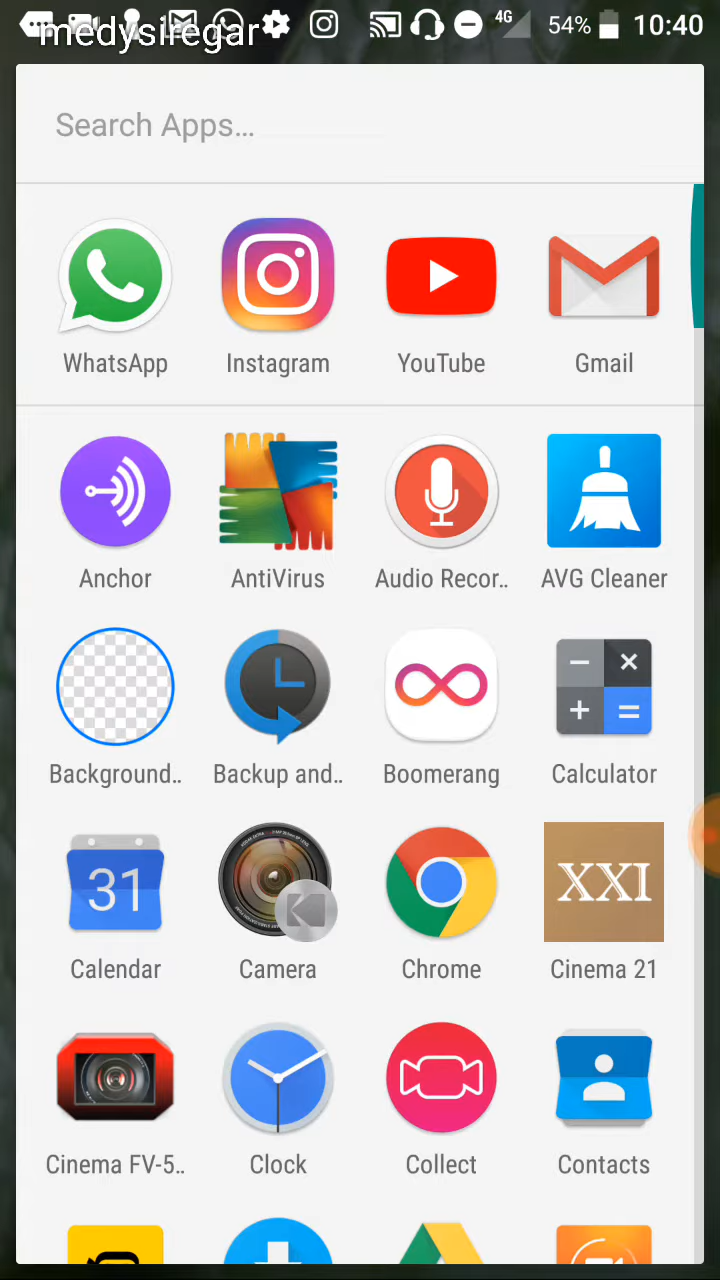 medysiregar
4G 54% 10:40
Search Apps...
WhatsApp Instagram YouTube Gmail
Anchor AntiVirus Audio Recor.. AVG Cleaner
Background.. Backup and.. Boomerang Calculator
31
XXI
Calendar Camera Chrome Cinema 21
Cinema FV-5.. Clock Collect Contacts